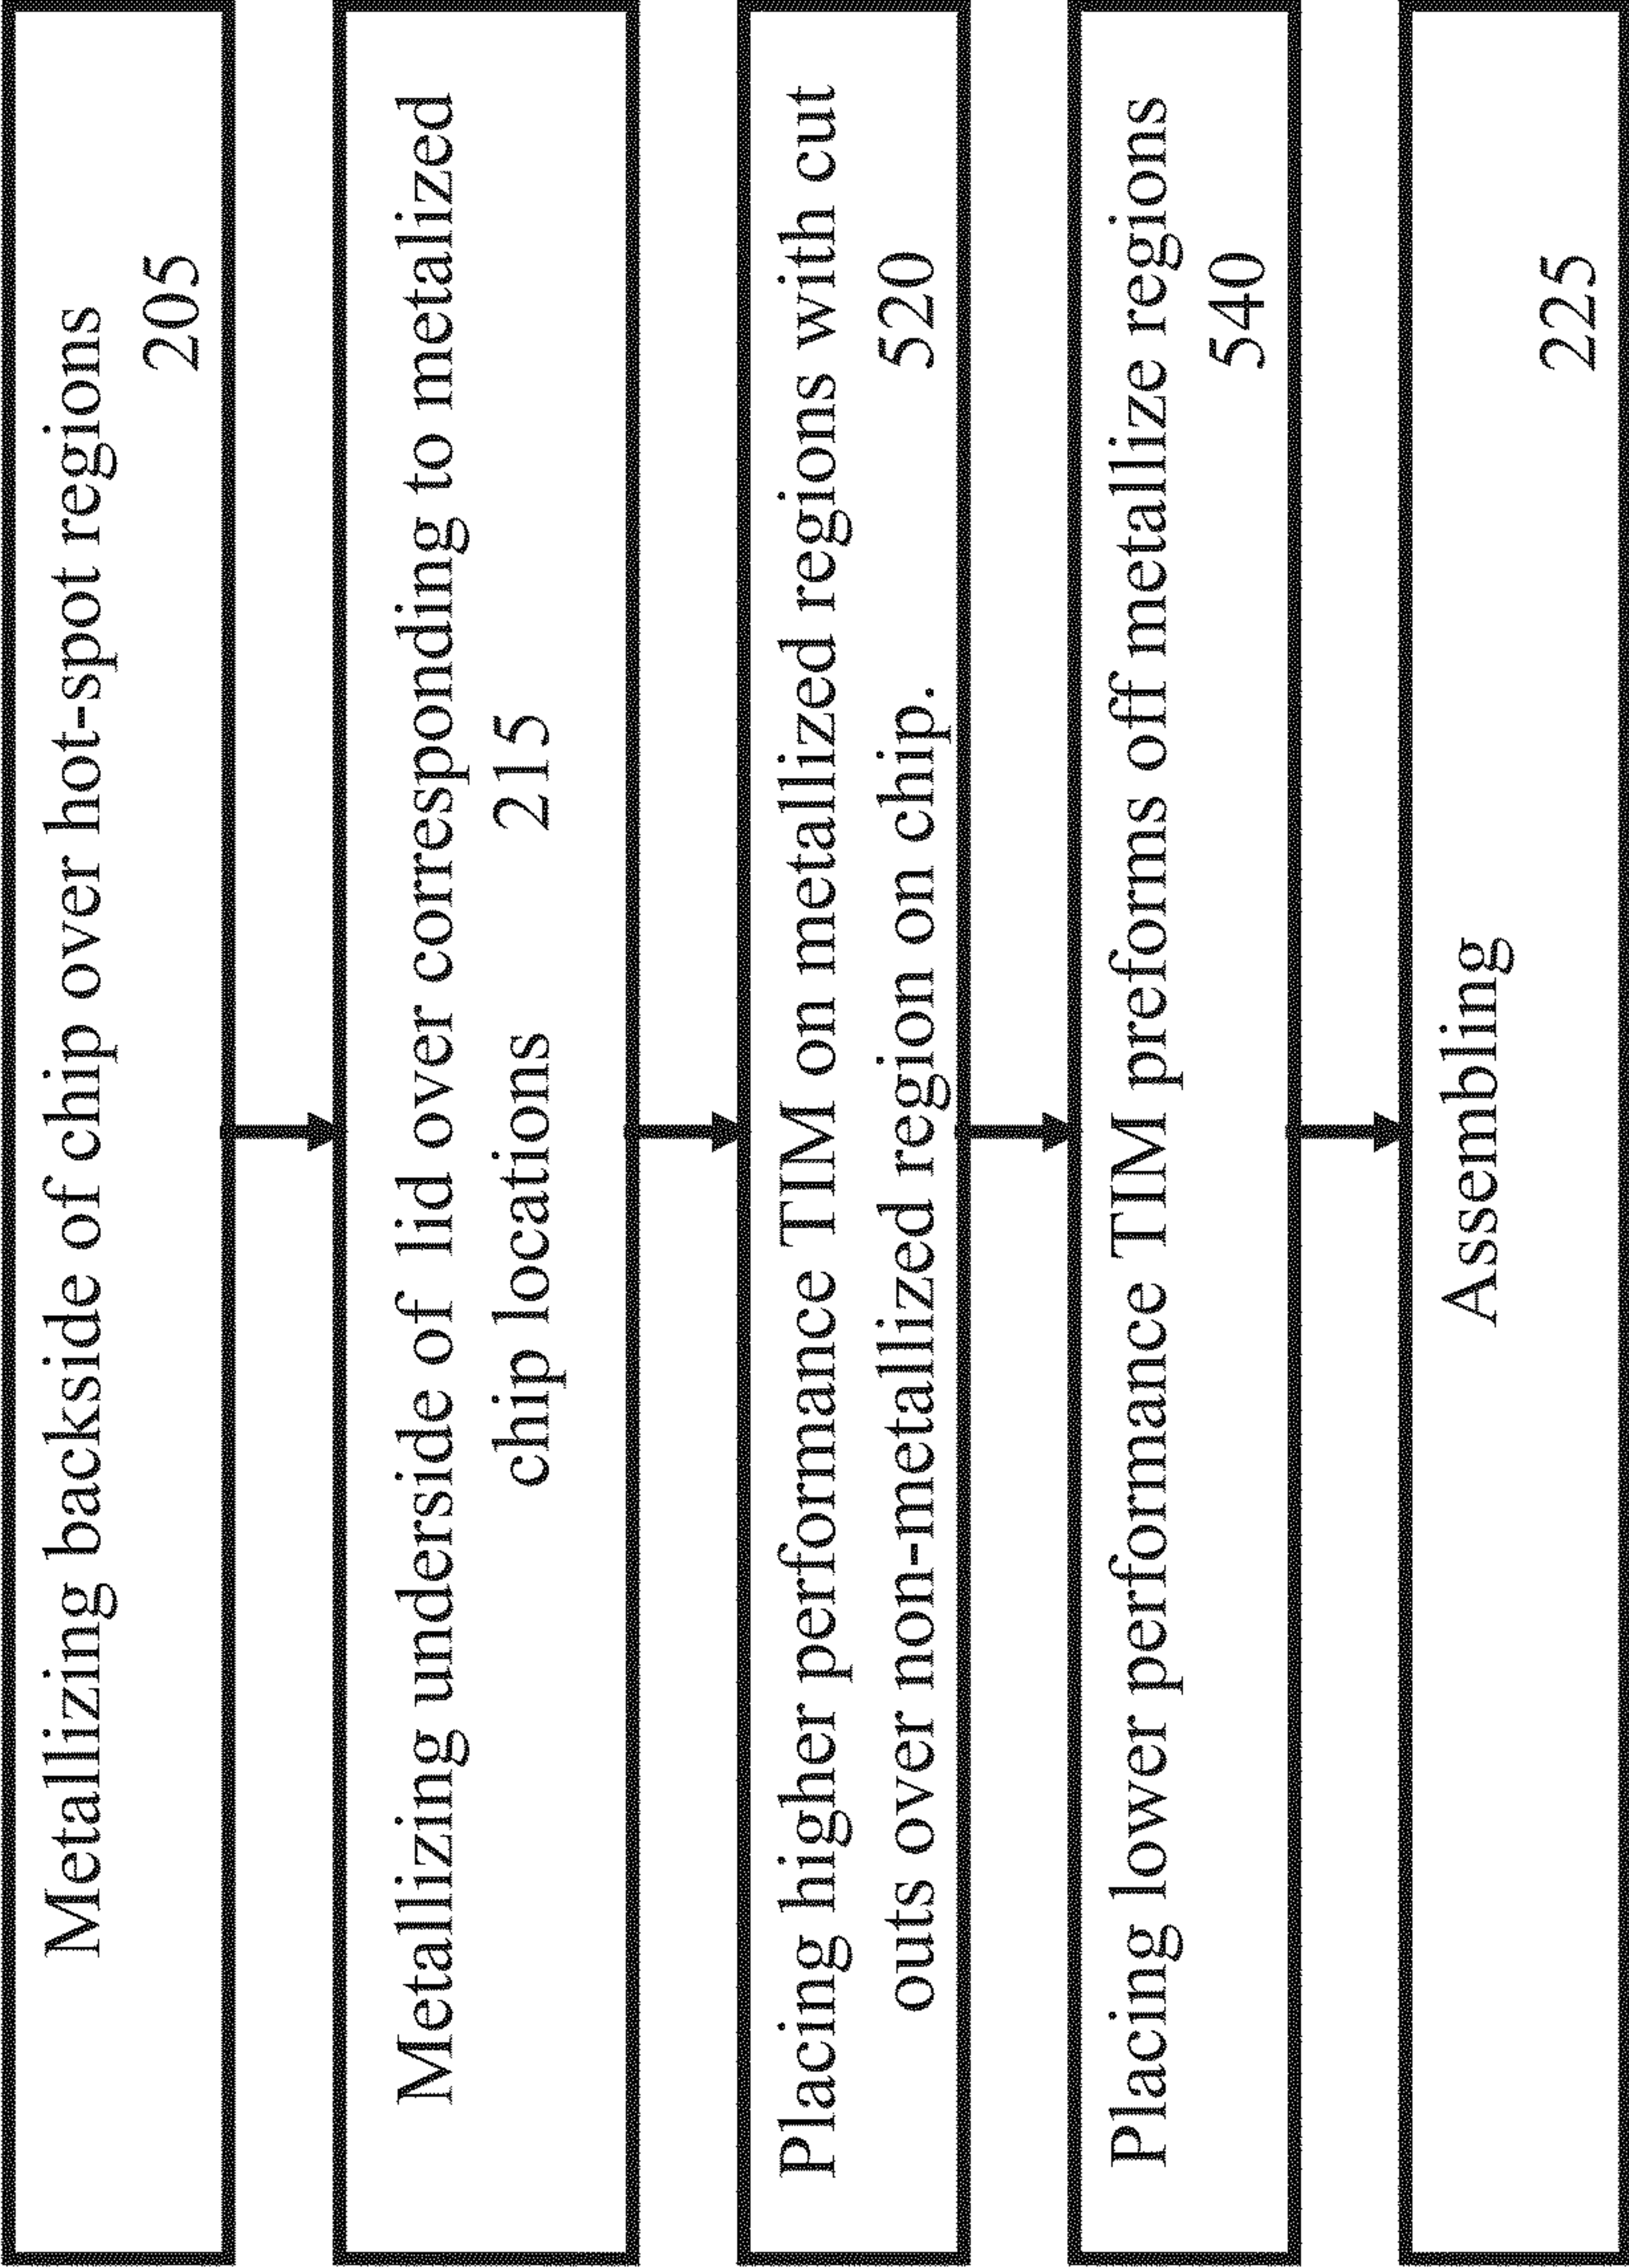 Metallizing backside of chip over hot-spot regions
205
Metallizing underside of lid over corresponding to metalized
chip locations 215
Placing higher performance TIM on metallized regions with cut
outs over non-metallized region on chip. 520
Placing lower performance TIM preforms off metallize regions
540
Assembling
225